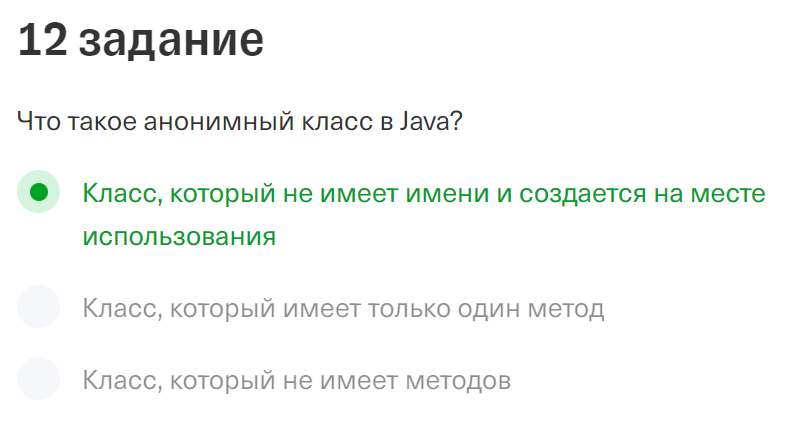 12 задание
Что такое анонимный класс в Java?
Класс, который не имеет имени и создается на месте
использования
Класс, который имеет только один метод
Класс, который не имеет методов